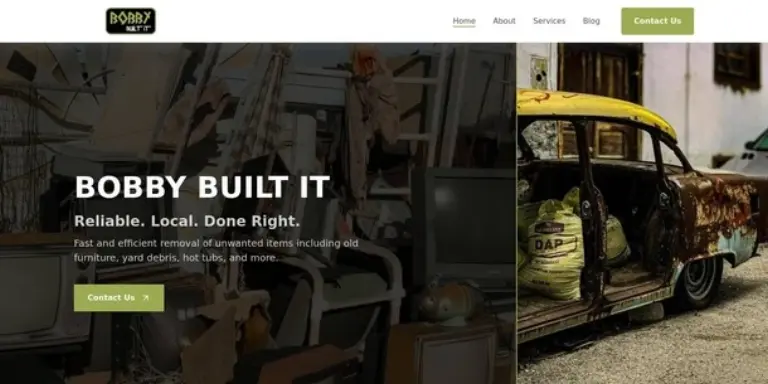 BOBBY
BUILT IT
Home
About
Services
Blog
Contact Us
BOBBY BUILT IT
Reliable. Local. Done Right.
Fast and efficient removal of unwanted items including old
furniture, yard debris, hot tubs, and more.
Contact Us
DAP